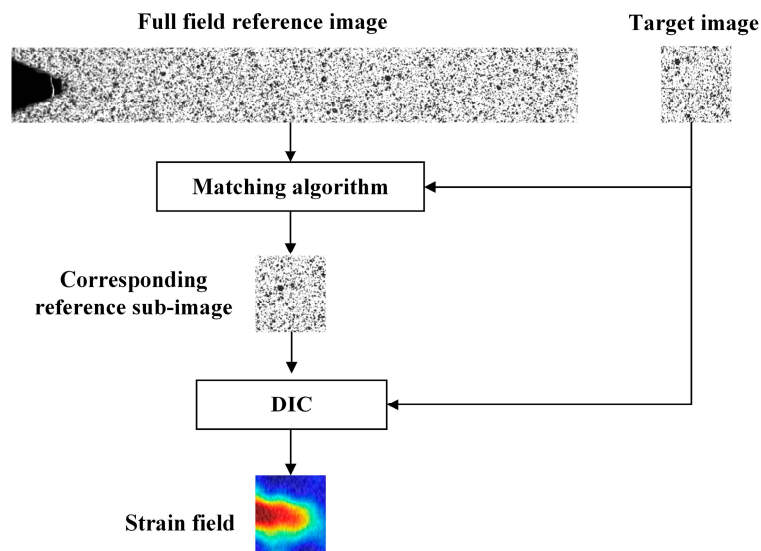 Full field reference image
Target image
Matching algorithm
Corresponding
reference sub-image
DIC
Strain field